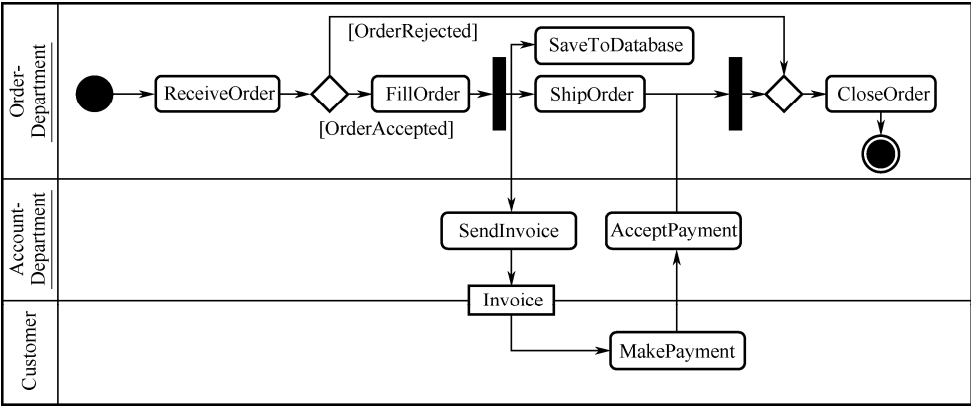 Order-
Department
[OrderRejected]
SaveToDatabase
ReceiveOrder
FillOrder
ShipOrder
CloseOrder
[OrderAccepted]
Account-
Department
SendInvoice
AcceptPayment
Invoice
Customer
MakePayment